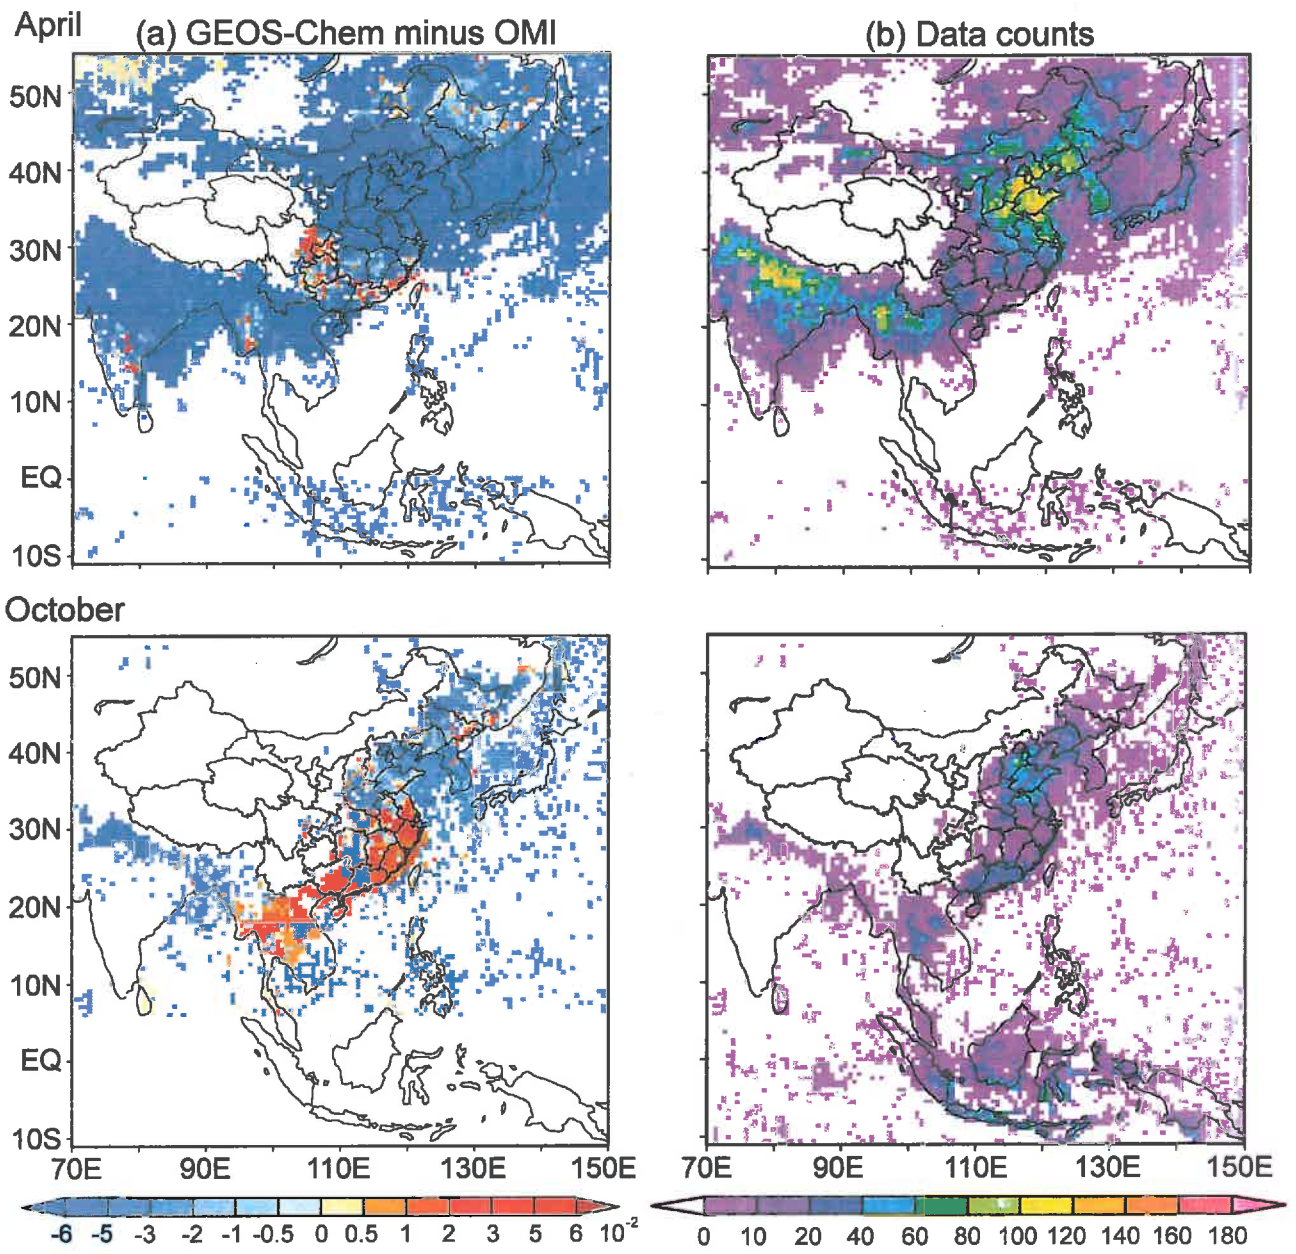 April
(a) GEOS-Chem minus OMI
(b) Data counts
50N
40N
30N
20N
10N
EQ
10S
October
50N
40N
30N
20N
10N
EQ
10S
70E 90E 110E 130E 150E
70E 90E 110E 130E 150E
-6 -5 -3 -2 -1 -0.5 0 0.5 1 2 3 5 6 10-2
0 10 20 40 60 80 100 120 140 160 180